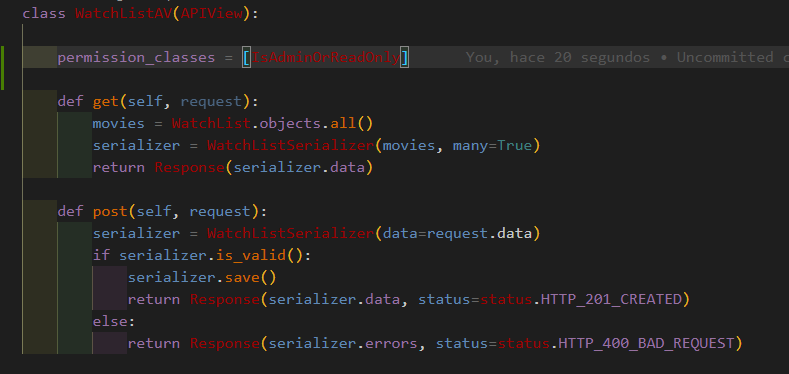 class WatchListAV(APIView):
permission_classes = [IsAdminOrReadOnly] You, hace 20 segundos • Uncommitted
def get(self, request):
movies = WatchList.objects.all()
serializer = WatchListSerializer(movies, many=True)
return Response(serializer.data)
def post(self, request):
serializer = WatchListSerializer(data=request.data)
if serializer.is_valid():
serializer.save()
return Response(serializer.data, status=status.HTTP_201_CREATED)
else:
return Response(serializer.errors, status=status.HTTP_400_BAD_REQUEST)